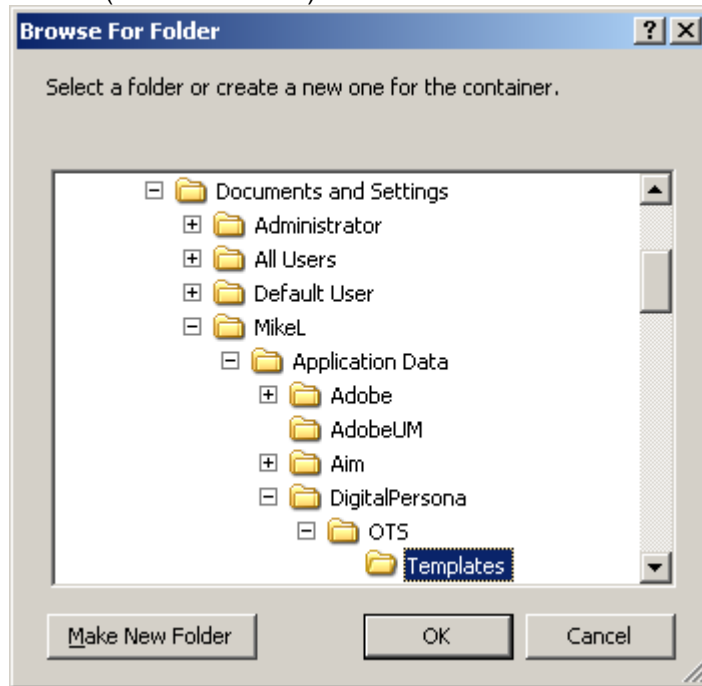 Browse For Folder
Select a folder or create a new one for the container.
Documents and Settings
Administrator
All Users
Default User
MikeL
Application Data
Adobe
AdobeUM
Aim
DigitalPersona
OTS
Templates
Make New Folder OK Cancel